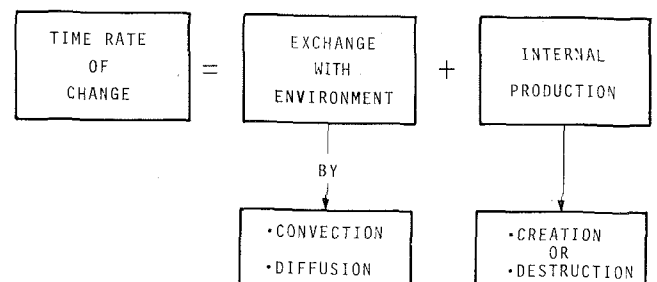 TIME RATE
OF
CHANGE
=
EXCHANGE
WITH
ENVIRONMENT
+
INTERNAL
PRODUCTION
BY
•CONVECTION
•DIFFUSION
•CREATION
OR
•DESTRUCTION